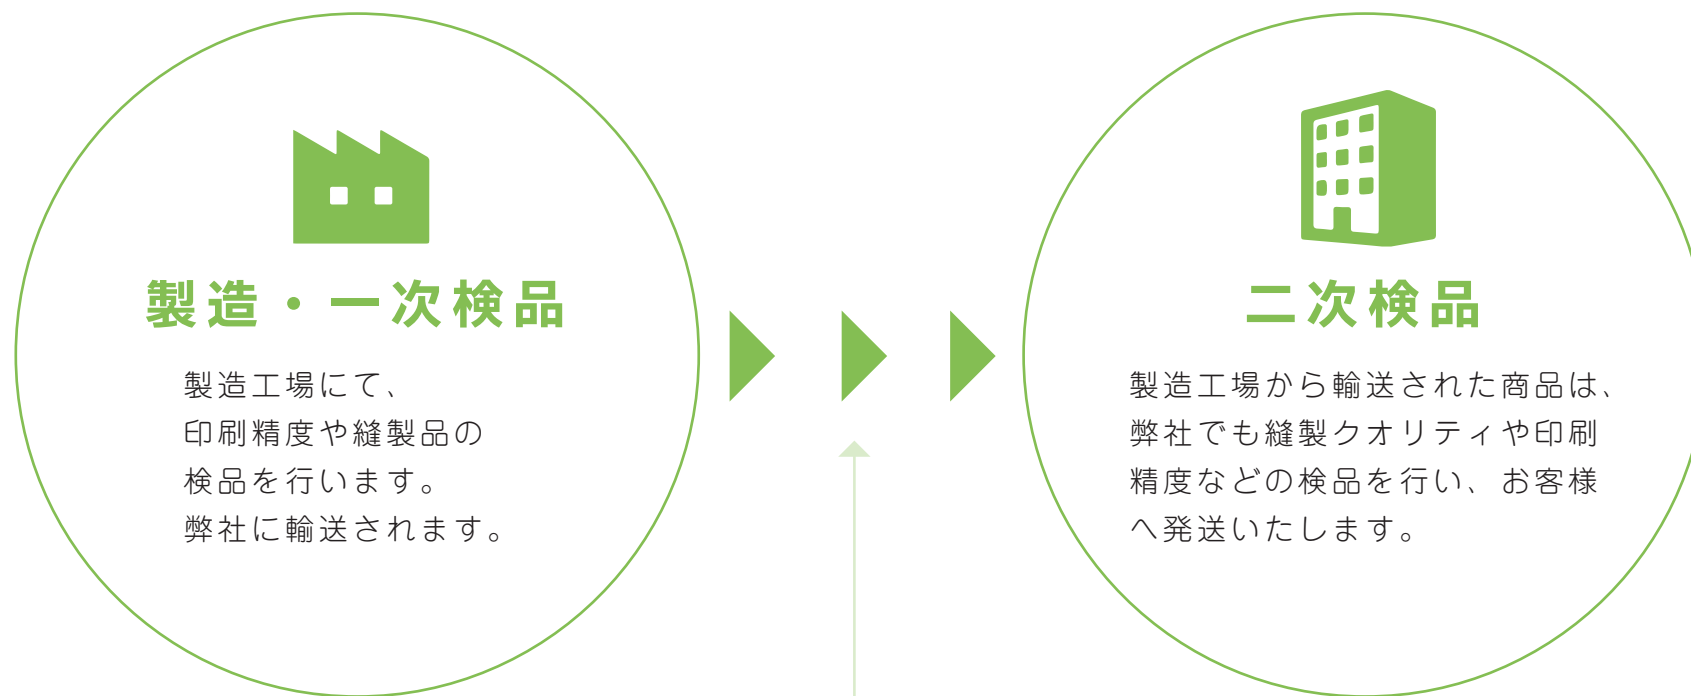 製造・一次検品
製造工場にて、
印刷精度や縫製品の
検品を行います。
弊社に輸送されます。
二次検品
製造工場から輸送された商品は、
弊社でも縫製クオリティや印刷
精度などの検品を行い、お客様
へ発送いたします。